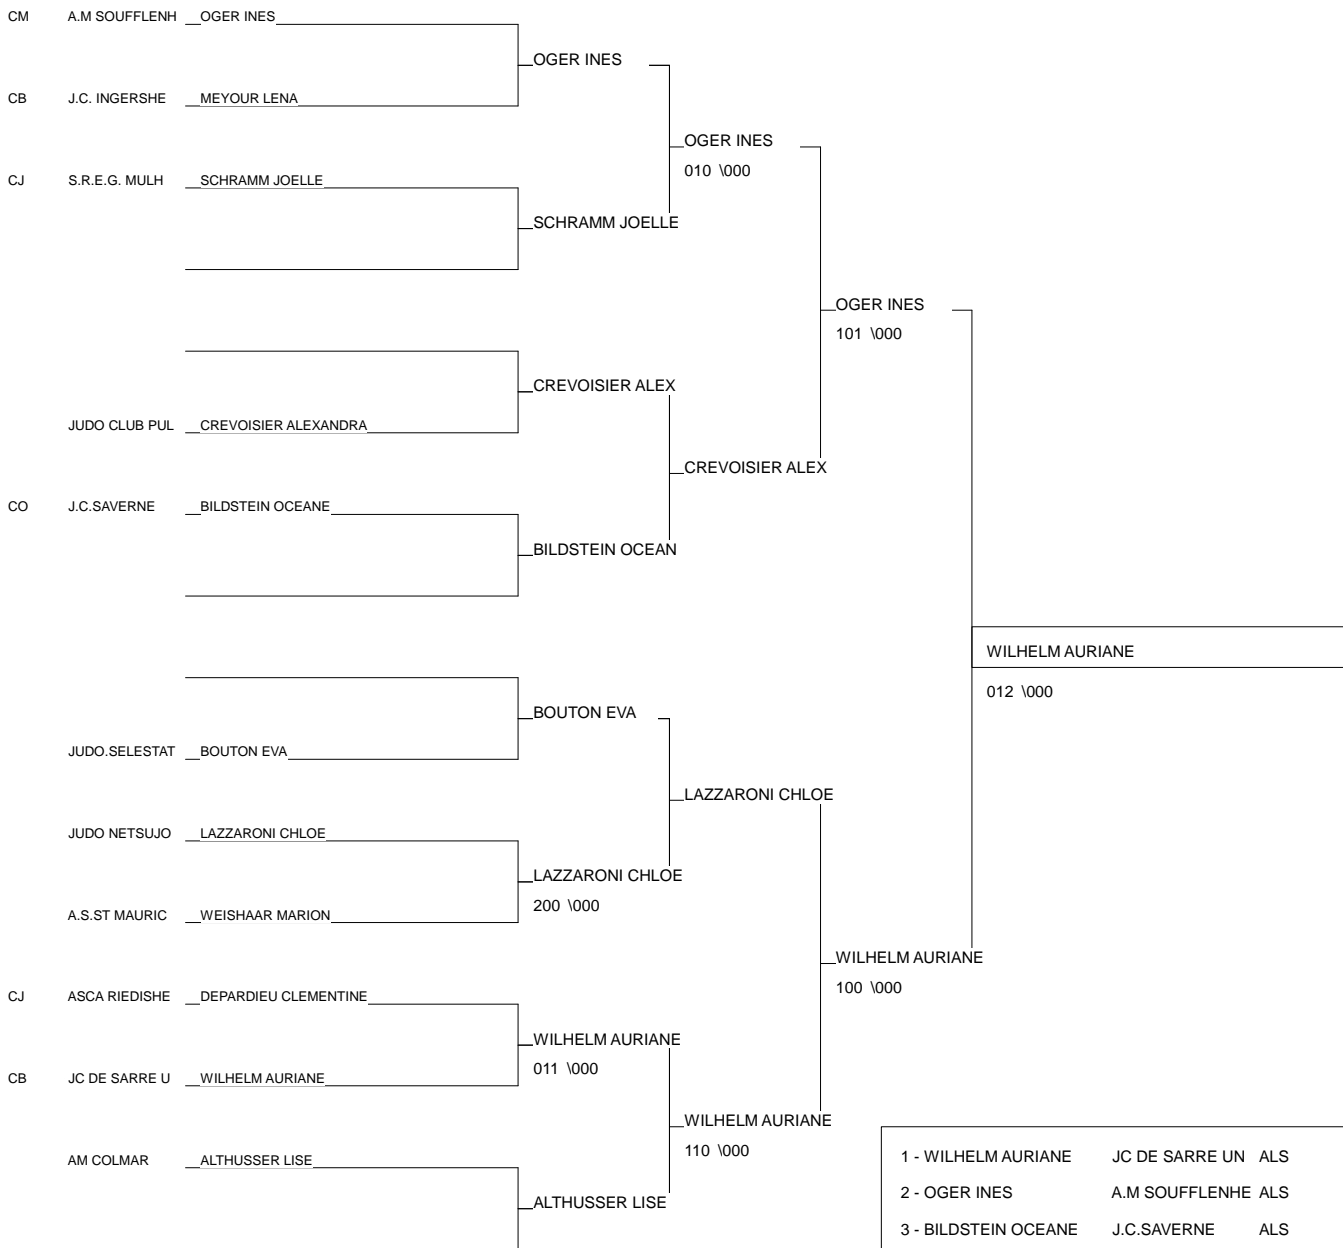 CM A.M SOUFFLENH OGER INES
OGER INES
CB J.C. INGERSHE MEYOUR LENA
OGER INES
010 \000
CJ S.R.E.G. MULH SCHRAMM JOELLE
SCHRAMM JOELLE
OGER INES
101 \000
CREVOISIER ALEX
JUDO CLUB PUL CREVOISIER ALEXANDRA
CREVOISIER ALEX
CO J.C.SAVERNE BILDSTEIN OCEANE
BILDSTEIN OCEAN
WILHELM AURIANE
012 \000
BOUTON EVA
JUDO.SELESTAT BOUTON EVA
LAZZARONI CHLOE
JUDO NETSUJO LAZZARONI CHLOE
LAZZARONI CHLOE
200 \000
A.S.ST MAURIC WEISHAAR MARION
WILHELM AURIANE
100 \000
CJ ASCA RIEDISHE DEPARDIEU CLEMENTINE
WILHELM AURIANE
011 \000
CB JC DE SARRE U WILHELM AURIANE
WILHELM AURIANE
110 \000
AM COLMAR ALTHUSSER LISE
ALTHUSSER LISE
1 - WILHELM AURIANE JC DE SARRE UN ALS
2 - OGER INES A.M SOUFFLENHE ALS
3 - BILDSTEIN OCEANE J.C.SAVERNE ALS